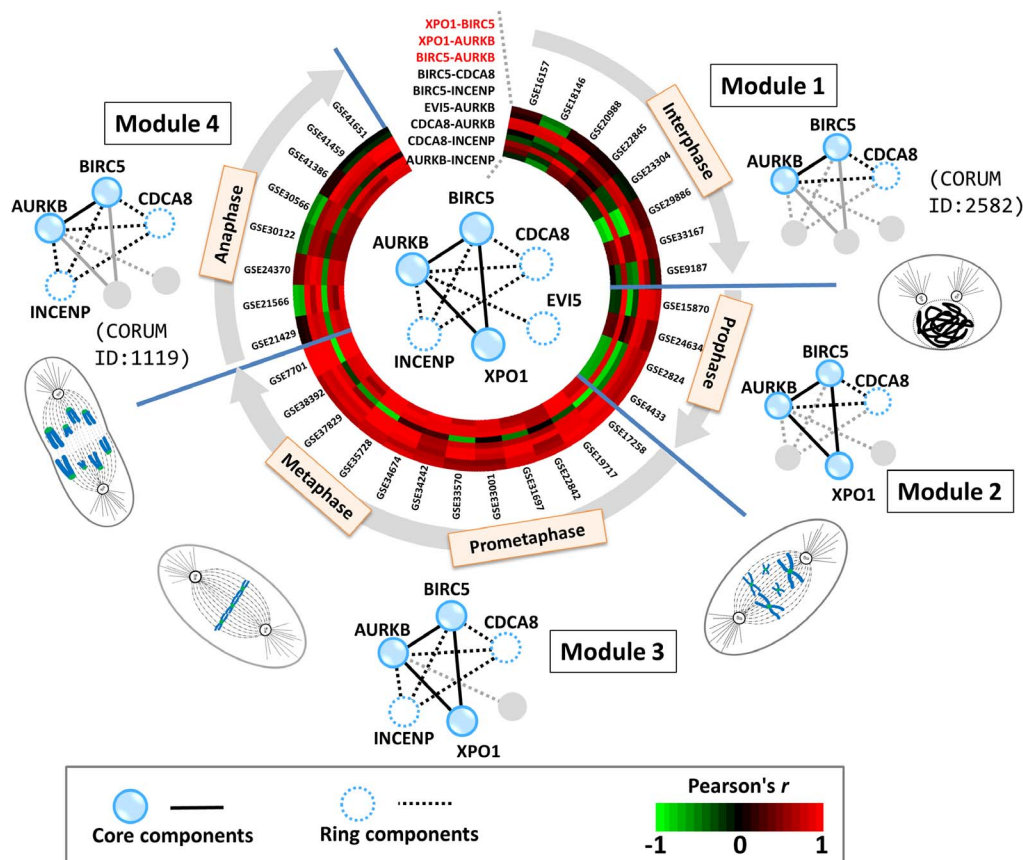 XPO1-BIRC5
XPO1-AURKB
BIRC5-AURKB
BIRC5-CDCA8
BIRC5-INCENP
EVI5-AURKB
CDCA8-AURKB
CDCA8-INCENP
AURKB-INCENP
GSE16157
GSE18146
GSE20988
GSE22845
GSE23304
GSE29886
GSE33167
GSE9187
GSE15870
GSE24634
GSE2824
GSE4433
GSE17258
GSE19717
GSE22842
GSE31697
GSE33001
GSE33570
GSE34242
GSE34674
GSE35728
GSE37829
GSE38392
GSE7701
GSE21429
GSE21566
GSE24370
GSE30122
GSE30566
GSE41386
GSE41459
GSE41651
Interphase
Prophase
Prometaphase
Metaphase
Anaphase
BIRC5
AURKB
CDCA8
EVI5
INCENP
XPO1
Module 1
BIRC5
AURKB
CDCA8
(CORUM
ID:2582)
BIRC5
AURKB
CDCA8
XPO1
Module 2
BIRC5
AURKB
CDCA8
Module 3
INCENP
XPO1
Module 4
BIRC5
AURKB
CDCA8
INCENP
(CORUM
ID:1119)
Core components
Ring components
Pearson's r
-1 0 1